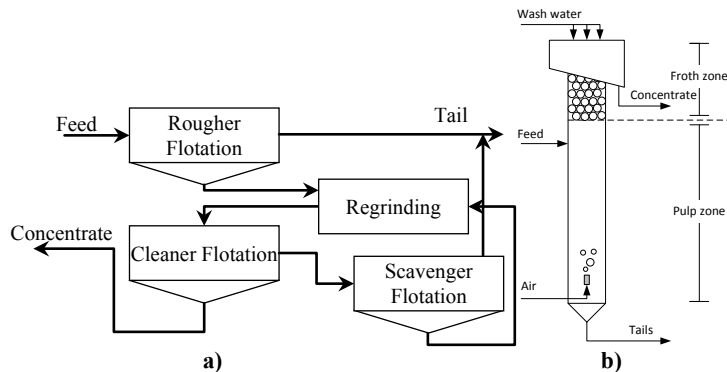 Feed
Rougher
Flotation
Tail
Regrinding
Concentrate
Cleaner Flotation
Scavenger
Flotation
a)
Wash water
Froth zone
Concentrate
Feed
Pulp zone
Air
Tails
b)